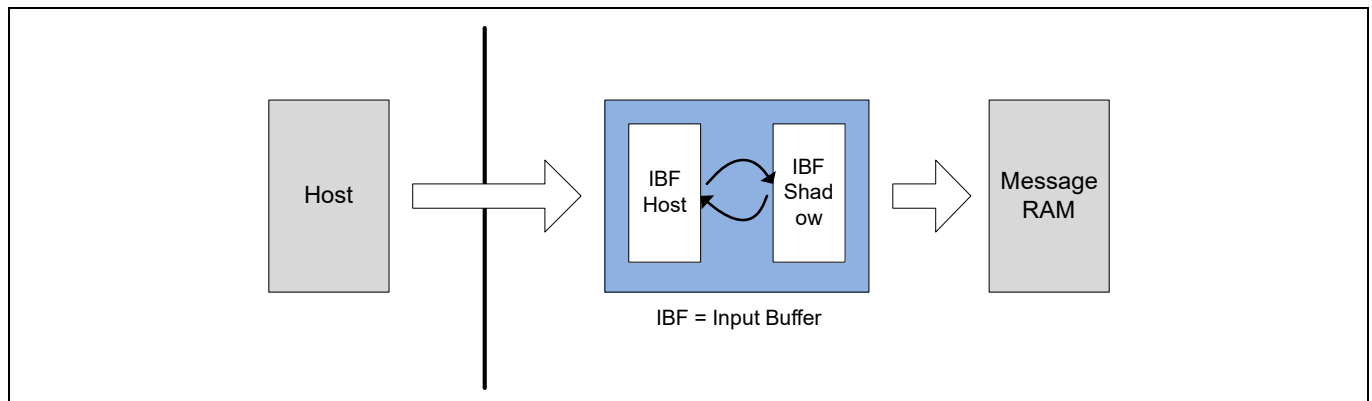 Host
IBF
Host
IBF
Shad
ow
Message
RAM
IBF = Input Buffer